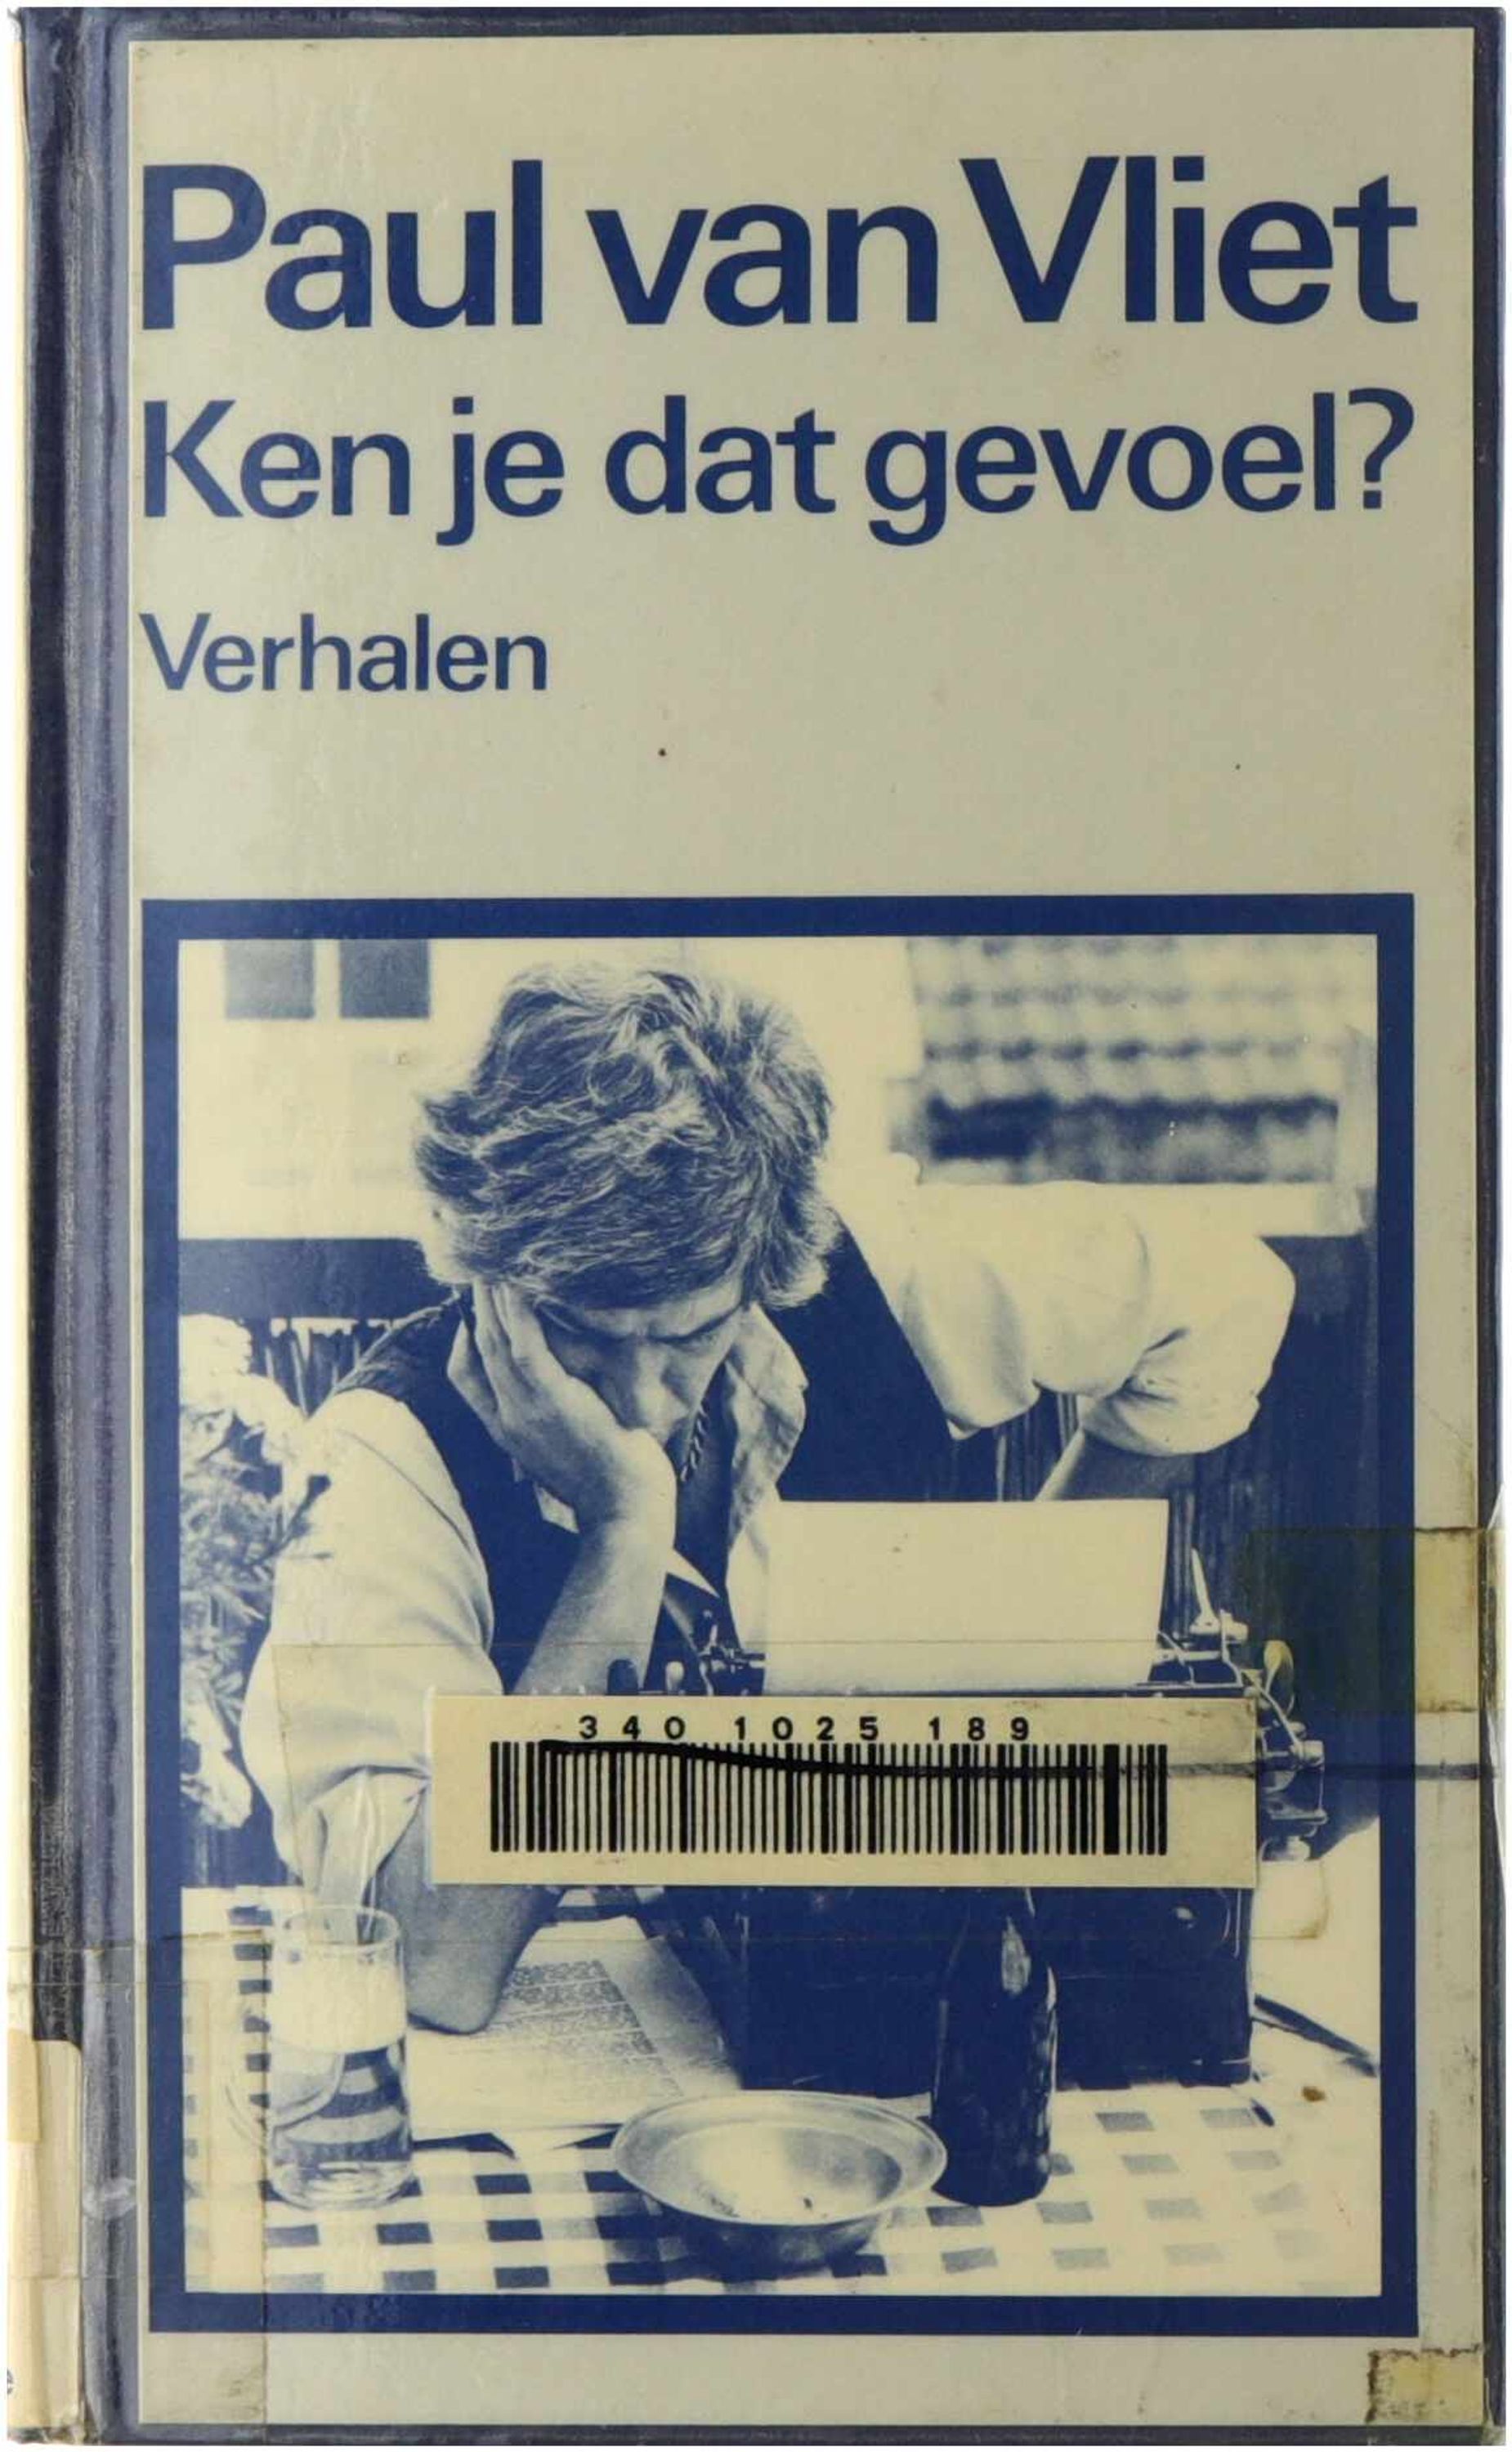 Paul van Vliet
Ken je dat gevoel?
Verhalen
340 1025 189